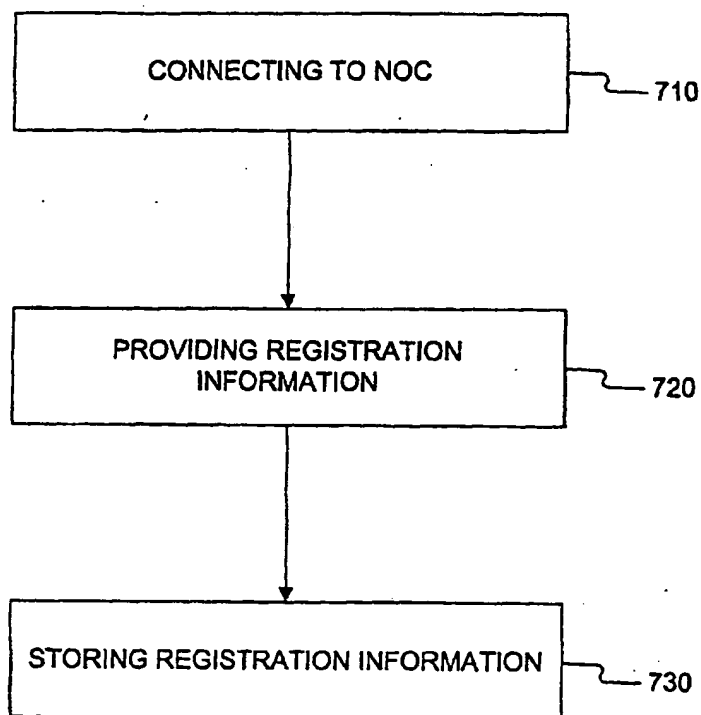 CONNECTING TO NOC
710
PROVIDING REGISTRATION
INFORMATION
720
STORING REGISTRATION INFORMATION
730